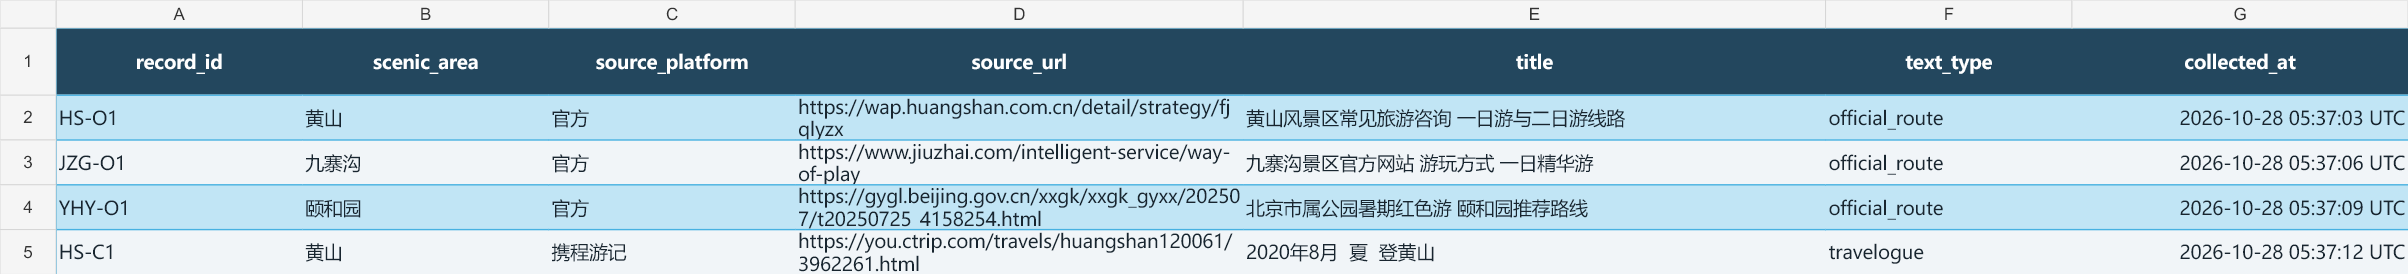 A B C D E F G
1 record_id scenic_area source_platform source_url title text_type collected_at
2 HS-O1 黄山 官方 https://wap.huangshan.com.cn/detail/strategy/fj
qlyzx 黄山风景区常见旅游咨询 一日游与二日游线路 official_route 2026-10-28 05:37:03 UTC
3 JZG-O1 九寨沟 官方 https://www.jiuzhai.com/intelligent-service/way-
of-play 九寨沟景区官方网站 游玩方式 一日精华游 official_route 2026-10-28 05:37:06 UTC
4 YHY-O1 颐和园 官方 https://gygl.beijing.gov.cn/xxgk/xxgk_gyxx/20250
7/t20250725_4158254.html 北京市属公园暑期红色游 颐和园推荐路线 official_route 2026-10-28 05:37:09 UTC
5 HS-C1 黄山 携程游记 https://you.ctrip.com/travels/huangshan120061/
3962261.html 2020年8月 夏 登黄山 travelogue 2026-10-28 05:37:12 UTC